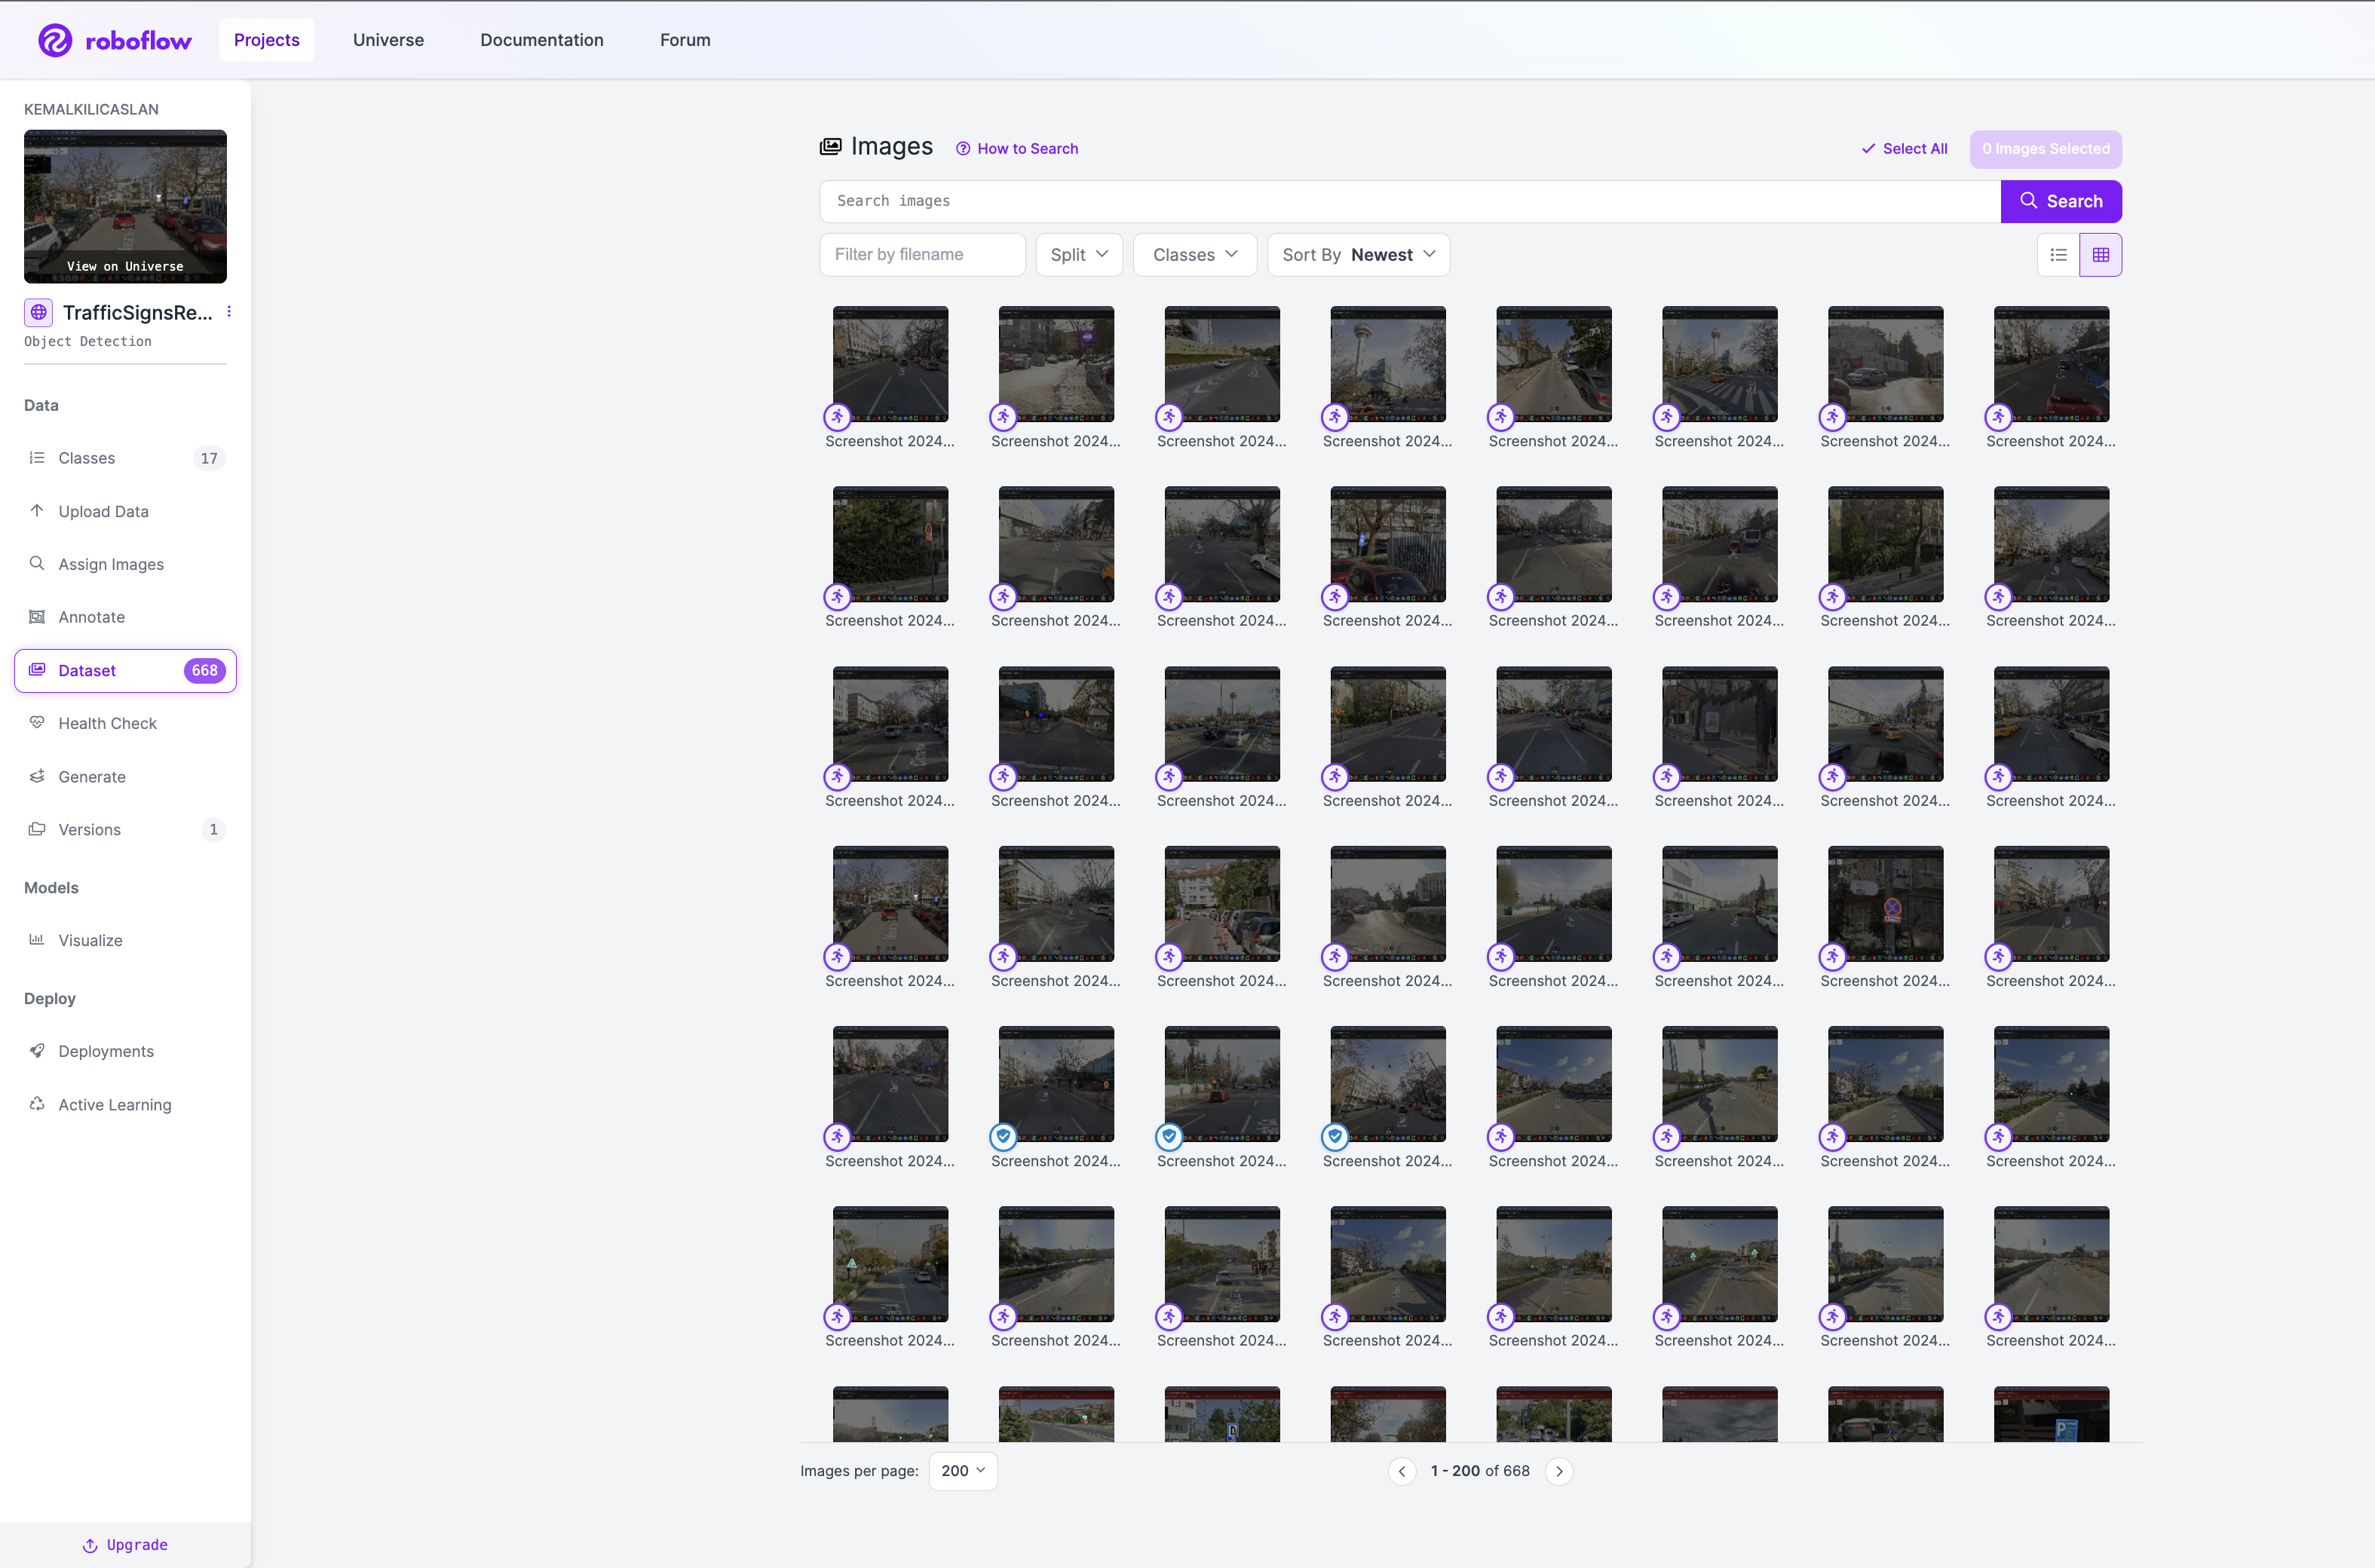 roboflow
Projects
Universe
Documentation
Forum
KEMALKILICASLAN
View on Universe
TrafficSignsRe...
Object Detection
Data
Classes 17
Upload Data
Assign Images
Annotate
Dataset 668
Health Check
Generate
Versions 1
Models
Visualize
Deploy
Deployments
Active Learning
Upgrade
Images
How to Search
Select All
0 Images Selected
Search images
Search
Filter by filename
Split
Classes
Sort By Newest
Screenshot 2024... Screenshot 2024... Screenshot 2024... Screenshot 2024... Screenshot 2024... Screenshot 2024... Screenshot 2024... Screenshot 2024...
Screenshot 2024... Screenshot 2024... Screenshot 2024... Screenshot 2024... Screenshot 2024... Screenshot 2024... Screenshot 2024... Screenshot 2024...
Screenshot 2024... Screenshot 2024... Screenshot 2024... Screenshot 2024... Screenshot 2024... Screenshot 2024... Screenshot 2024... Screenshot 2024...
Screenshot 2024... Screenshot 2024... Screenshot 2024... Screenshot 2024... Screenshot 2024... Screenshot 2024... Screenshot 2024... Screenshot 2024...
Screenshot 2024... Screenshot 2024... Screenshot 2024... Screenshot 2024... Screenshot 2024... Screenshot 2024... Screenshot 2024... Screenshot 2024...
Screenshot 2024... Screenshot 2024... Screenshot 2024... Screenshot 2024... Screenshot 2024... Screenshot 2024... Screenshot 2024... Screenshot 2024...
P
Images per page: 200
1 - 200 of 668